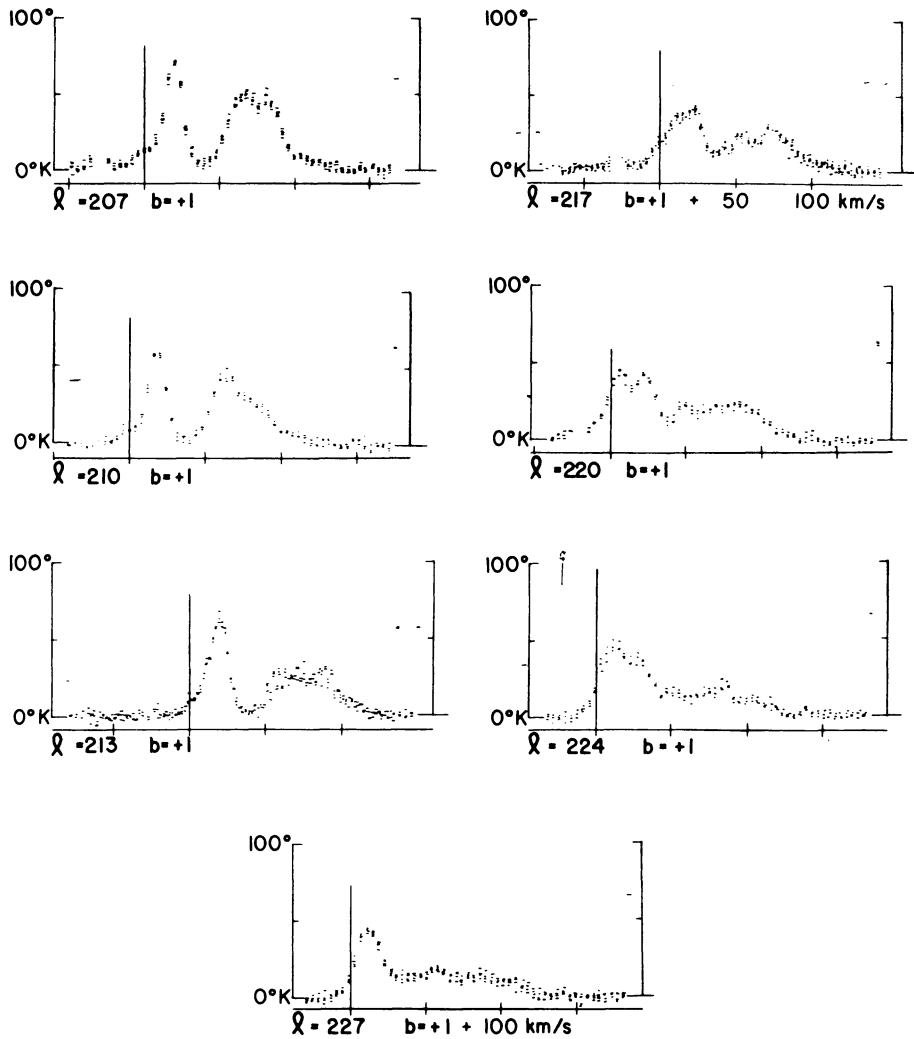 100°
0°K
ℓ =207 b=+1
100°
0°K
ℓ =217 b=+1 + 50 100 km/s
100°
0°K
ℓ =210 b=+1
100°
0°K
ℓ =220 b=+1
100°
0°K
ℓ =213 b=+1
100°
0°K
ℓ = 224 b=+1
100°
0°K
ℓ = 227 b=+1 + 100 km/s